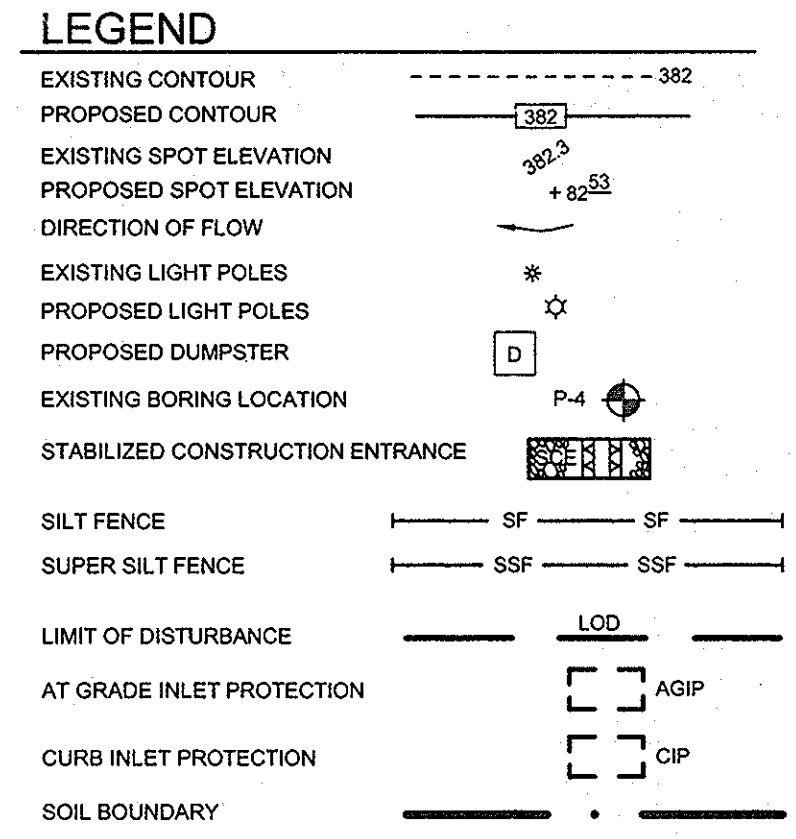 LEGEND
EXISTING CONTOUR 382
PROPOSED CONTOUR 382
EXISTING SPOT ELEVATION 382.3
PROPOSED SPOT ELEVATION + 82 53
DIRECTION OF FLOW
EXISTING LIGHT POLES
PROPOSED LIGHT POLES
PROPOSED DUMPSTER D
EXISTING BORING LOCATION P-4
STABILIZED CONSTRUCTION ENTRANCE SCE
SILT FENCE SF SF
SUPER SILT FENCE SSF SSF
LIMIT OF DISTURBANCE LOD
AT GRADE INLET PROTECTION AGIP
CURB INLET PROTECTION CIP
SOIL BOUNDARY